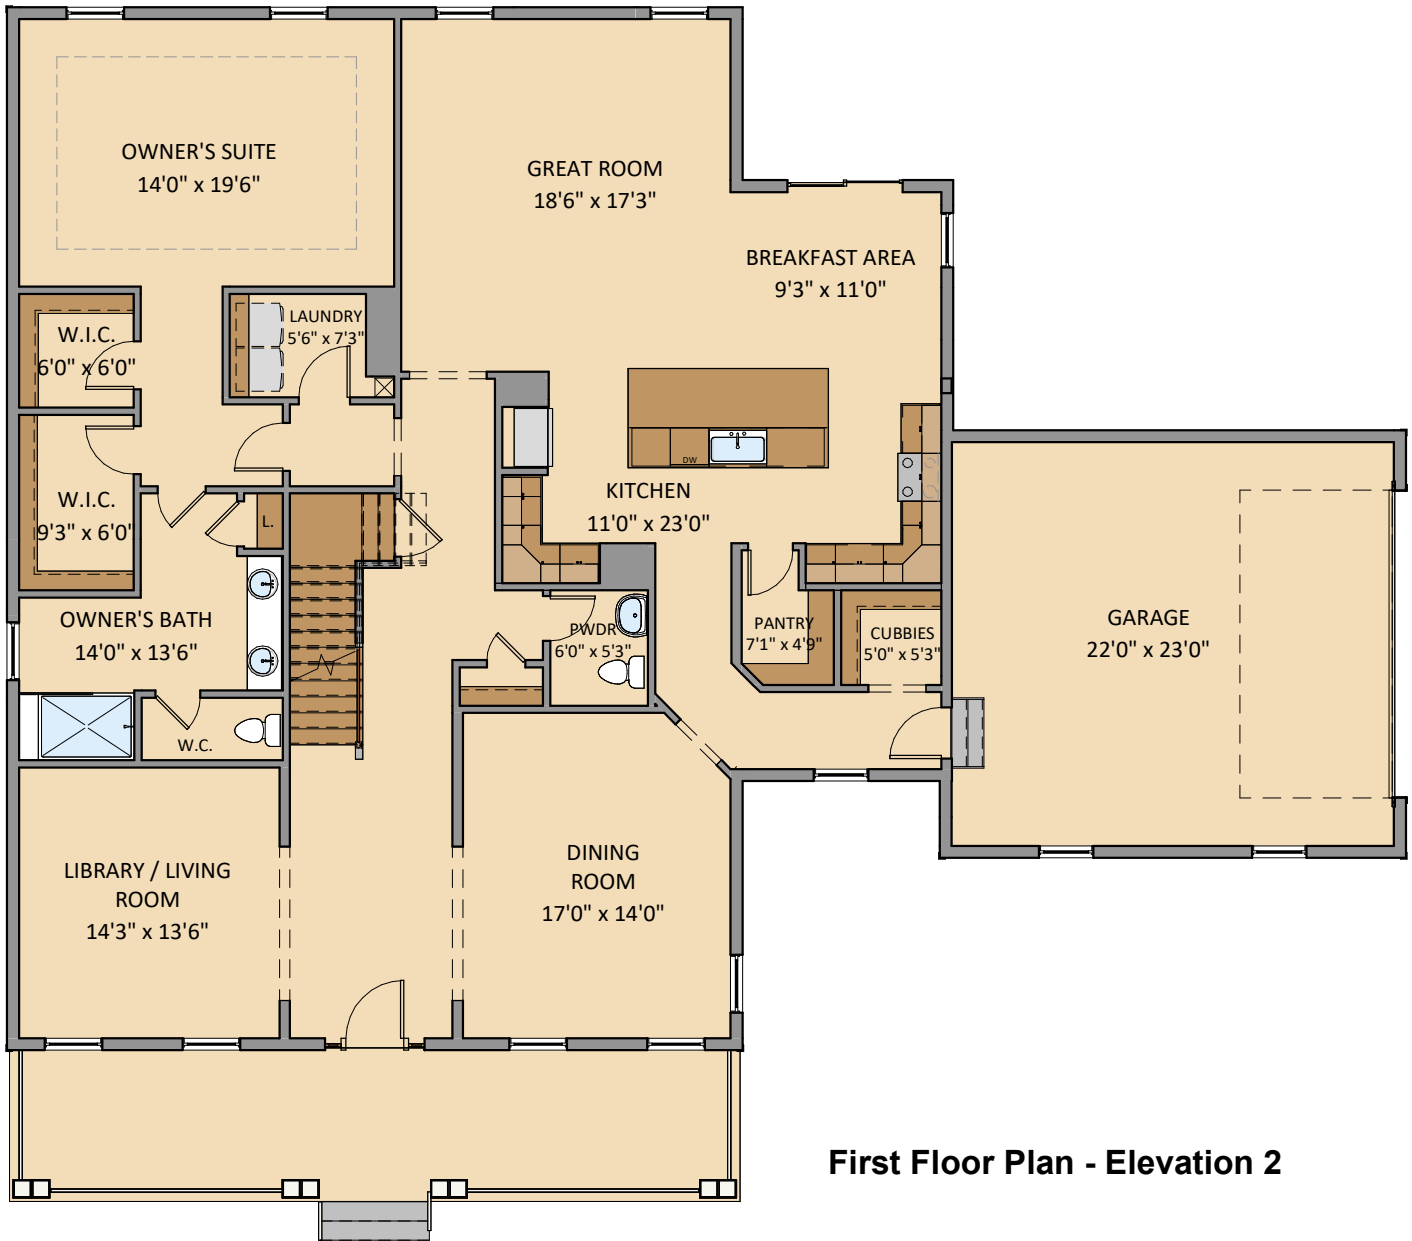 OWNER'S SUITE
14'0" x 19'6"
GREAT ROOM
18'6" x 17'3"
BREAKFAST AREA
9'3" x 11'0"
W.I.C.
6'0" x 6'0"
LAUNDRY
5'6" x 7'3"
DW
KITCHEN
11'0" x 23'0"
W.I.C.
9'3" x 6'0"
L.
OWNER'S BATH
14'0" x 13'6"
PWDR
6'0" x 5'3"
PANTRY
7'1" x 4'9"
CUBBIES
5'0" x 5'3"
GARAGE
22'0" x 23'0"
W.C.
LIBRARY / LIVING
ROOM
14'3" x 13'6"
DINING
ROOM
17'0" x 14'0"
First Floor Plan - Elevation 2